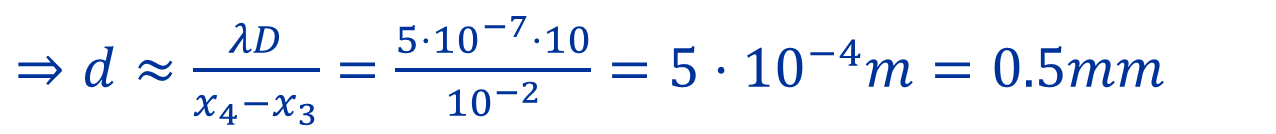 ⇒ d ≈ λD/(x₄−x₃) = (5·10⁻⁷·10)/10⁻² = 5 · 10⁻⁴m = 0.5mm